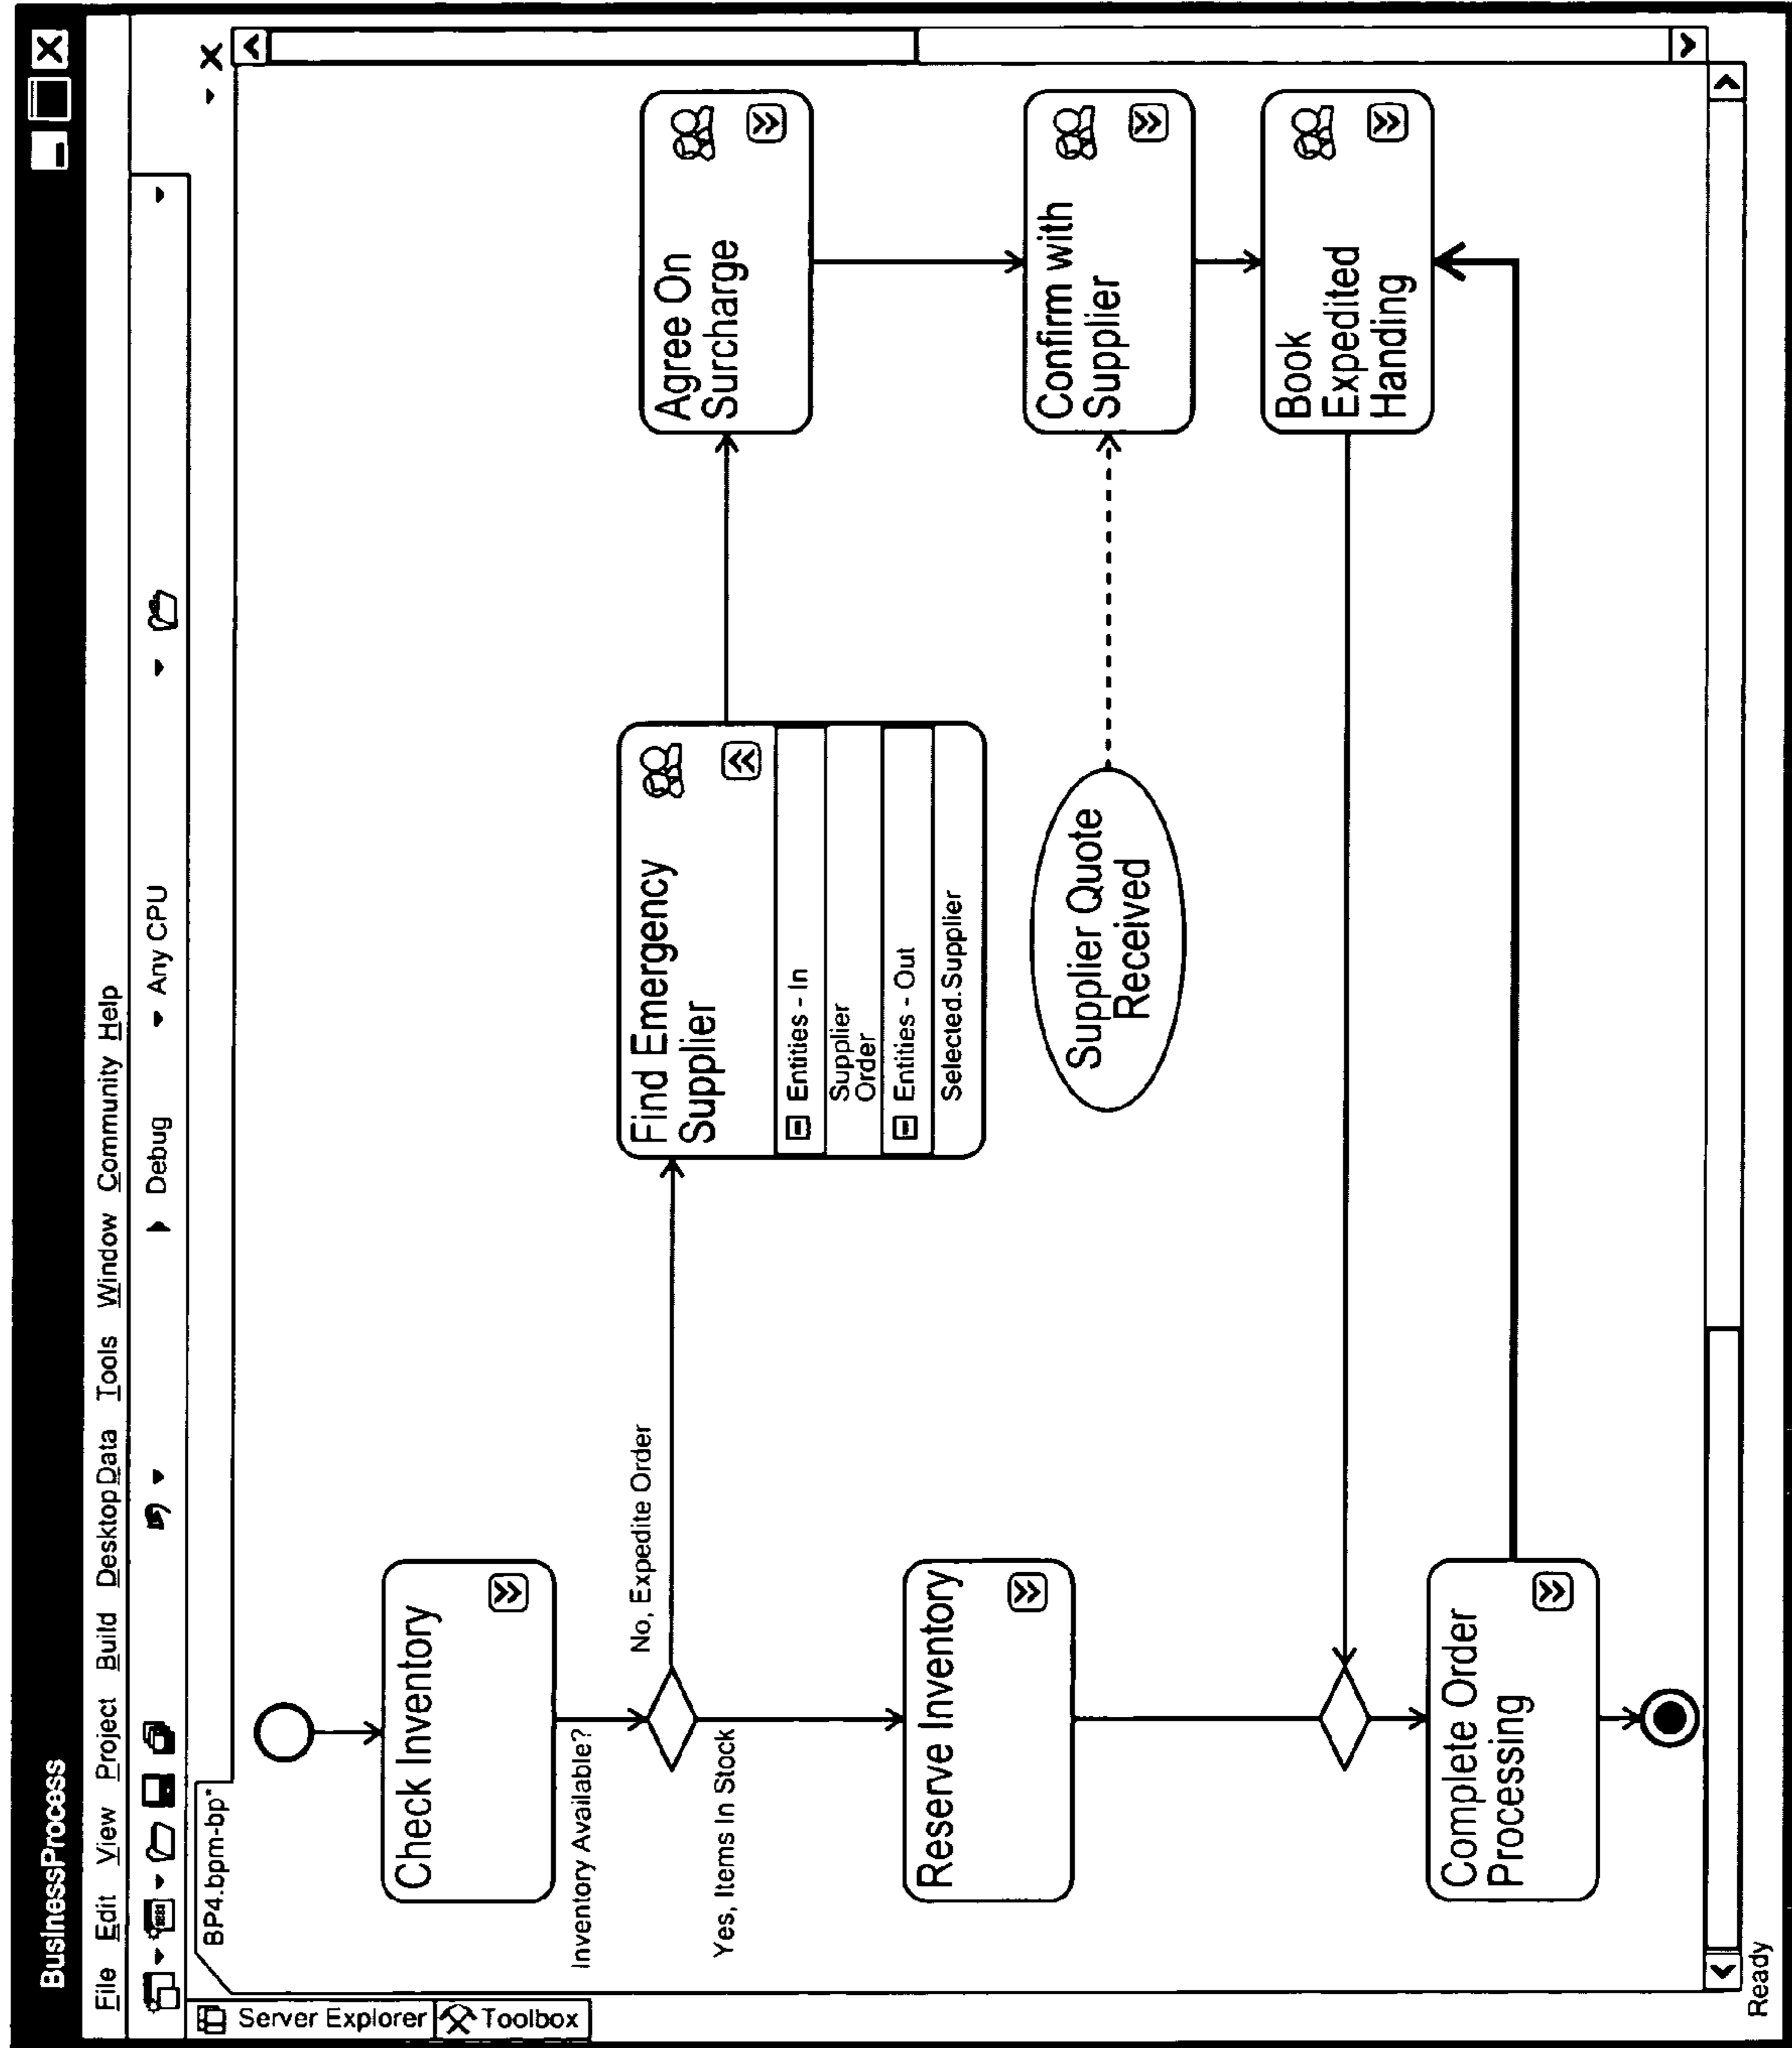 BusinessProcess
File Edit View Project Build Desktop Data Tools Window Community Help
Debug Any CPU
BP4.bpm-bp*
Server Explorer
Toolbox
Check Inventory
Inventory Available?
No, Expedite Order
Yes, Items In Stock
Find Emergency
Supplier
Entities - In
Supplier
Order
Entities - Out
Selected.Supplier
Agree On
Surcharge
Reserve Inventory
Supplier Quote
Received
Confirm with
Supplier
Book
Expedited
Handing
Complete Order
Processing
Ready